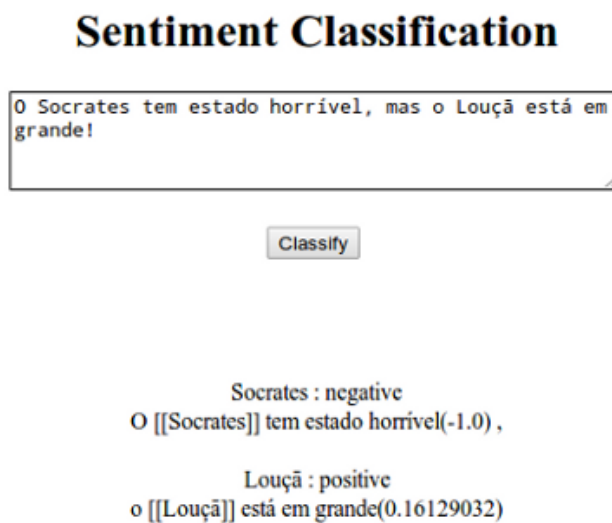 Sentiment Classification
O Socrates tem estado horrível, mas o Louçã está em
grande!
Classify
Socrates : negative
O [[Socrates]] tem estado horrível(-1.0) ,
Louçã : positive
o [[Louçã]] está em grande(0.16129032)